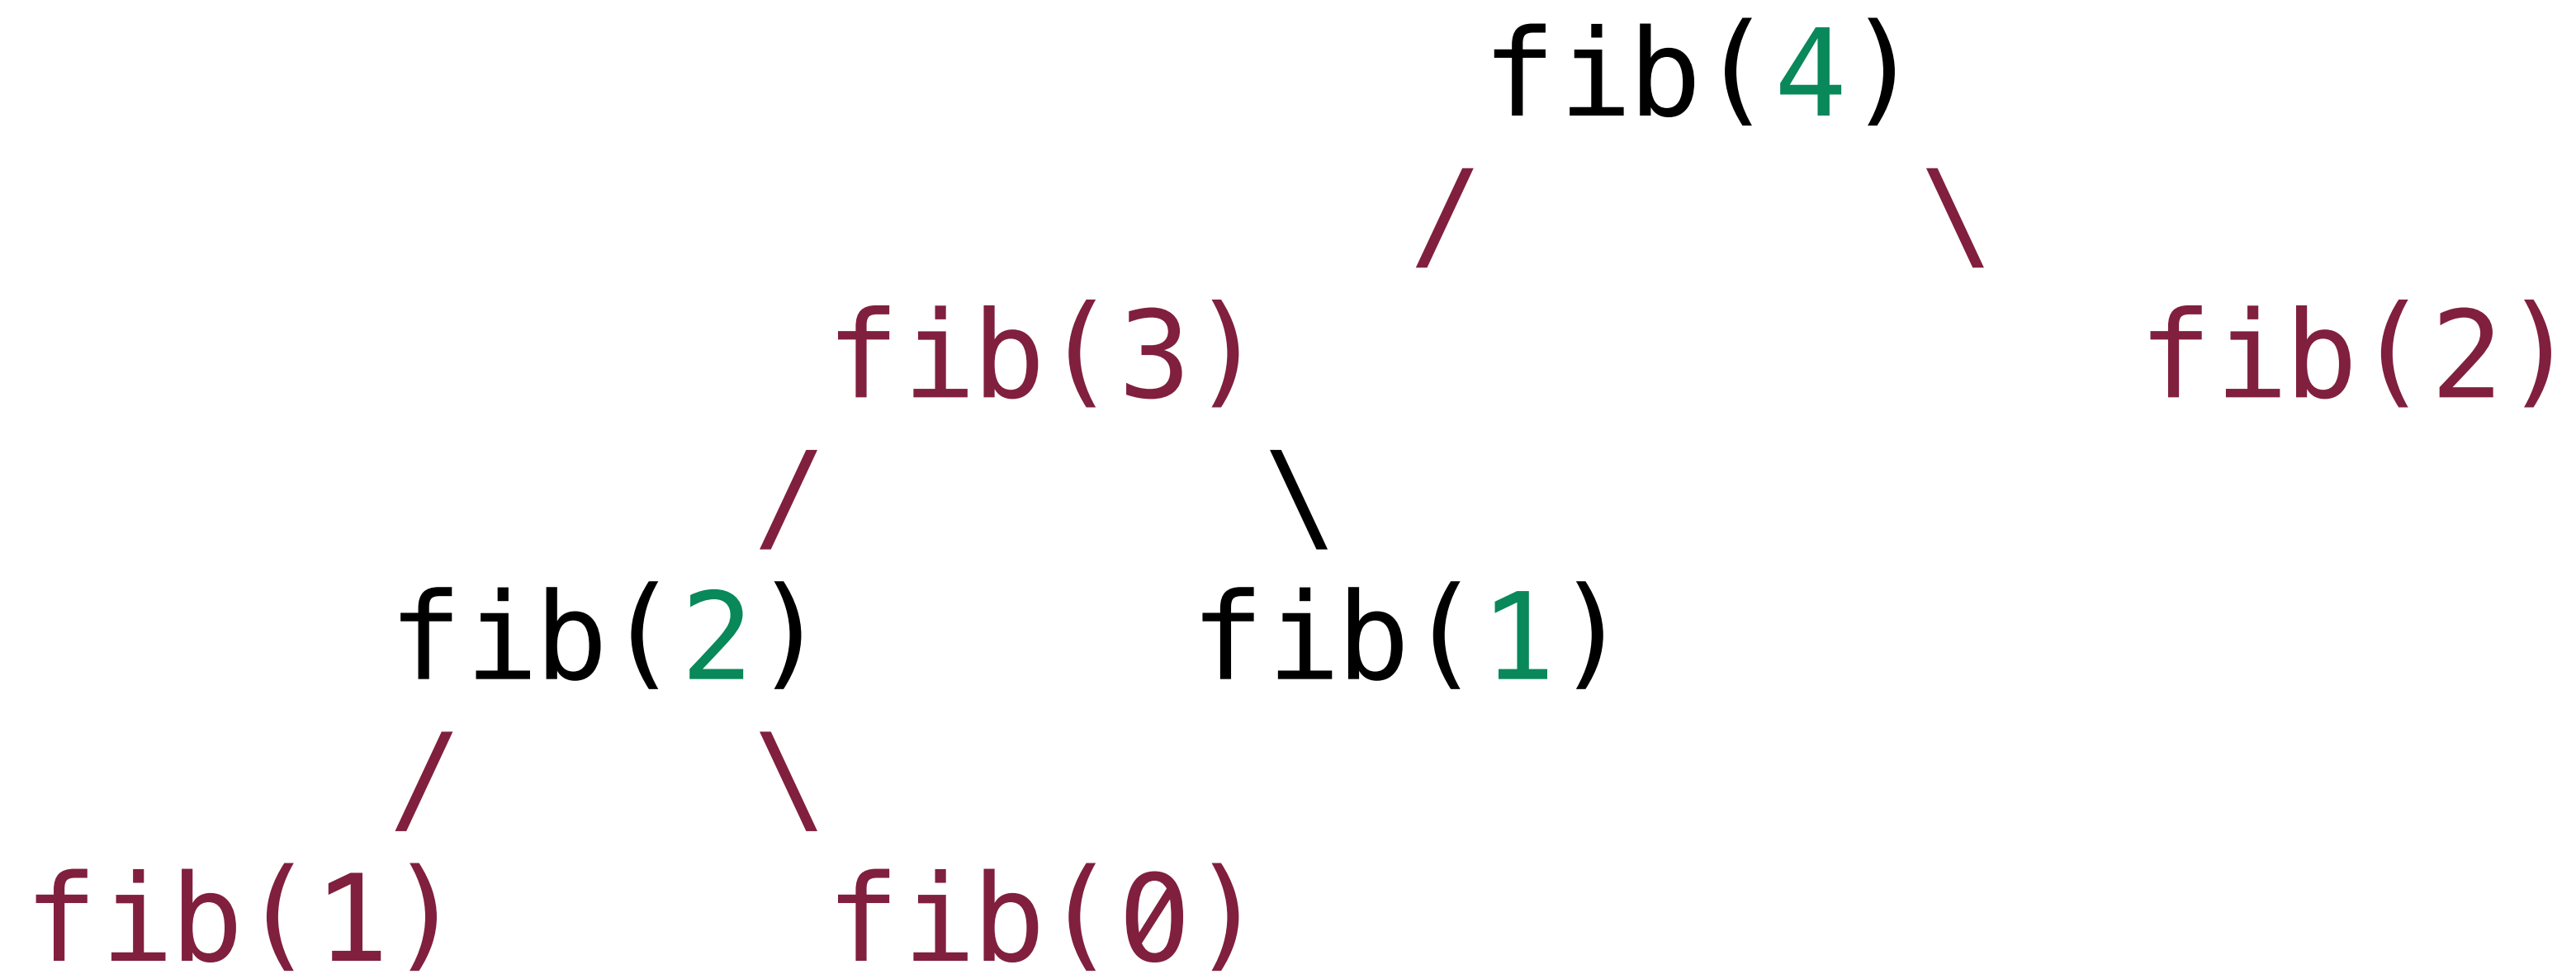 fib(4)
/ \
fib(3) fib(2)
/ \
fib(2) fib(1)
/ \
fib(1) fib(0)